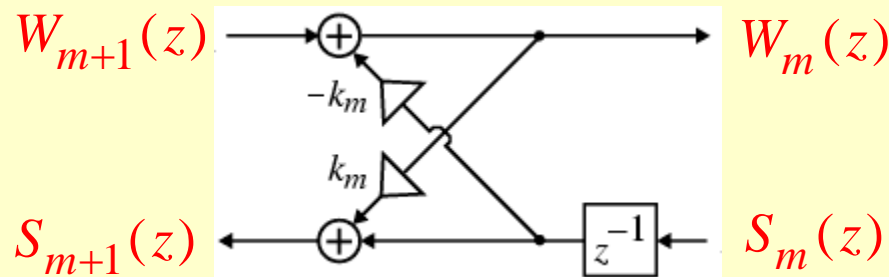 W_{m+1}(z) + W_m(z)
-k_m
k_m
S_{m+1}(z) + z^{-1} S_m(z)